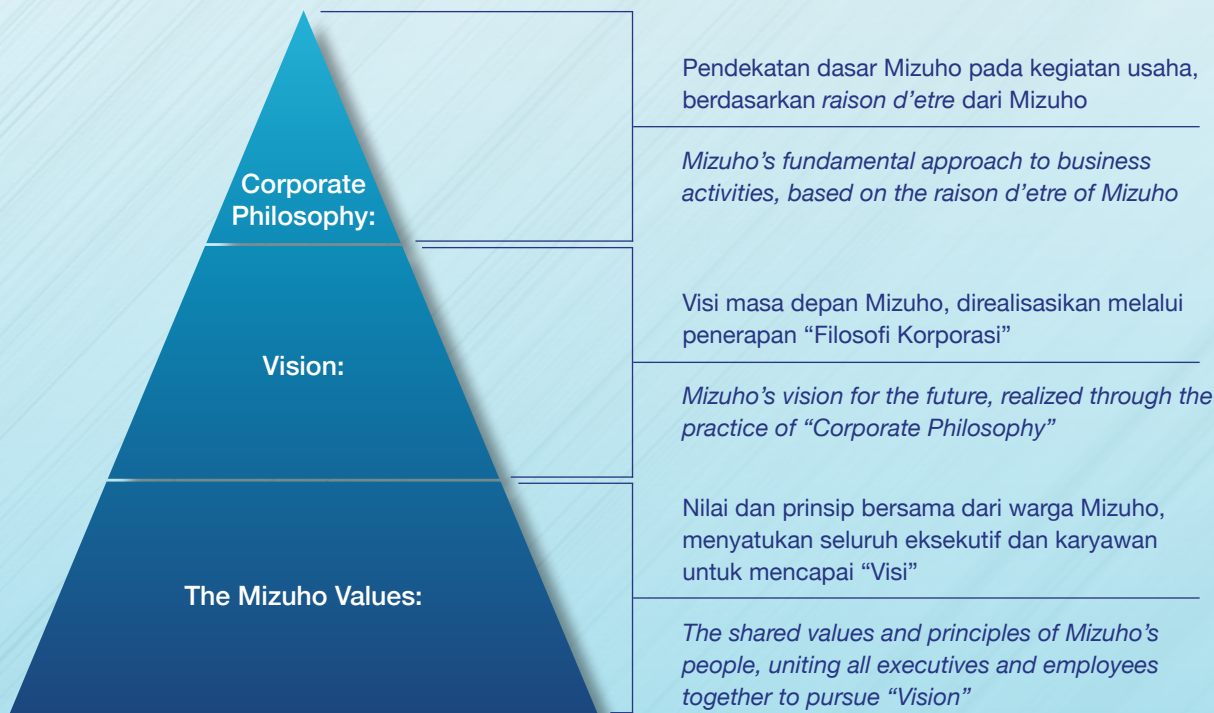 Corporate
Philosophy:
Pendekatan dasar Mizuho pada kegiatan usaha,
berdasarkan raison d’etre dari Mizuho
Mizuho’s fundamental approach to business
activities, based on the raison d’etre of Mizuho
Vision:
Visi masa depan Mizuho, direalisasikan melalui
penerapan “Filosofi Korporasi”
Mizuho’s vision for the future, realized through the
practice of “Corporate Philosophy”
The Mizuho Values:
Nilai dan prinsip bersama dari warga Mizuho,
menyatukan seluruh eksekutif dan karyawan
untuk mencapai “Visi”
The shared values and principles of Mizuho’s
people, uniting all executives and employees
together to pursue “Vision”